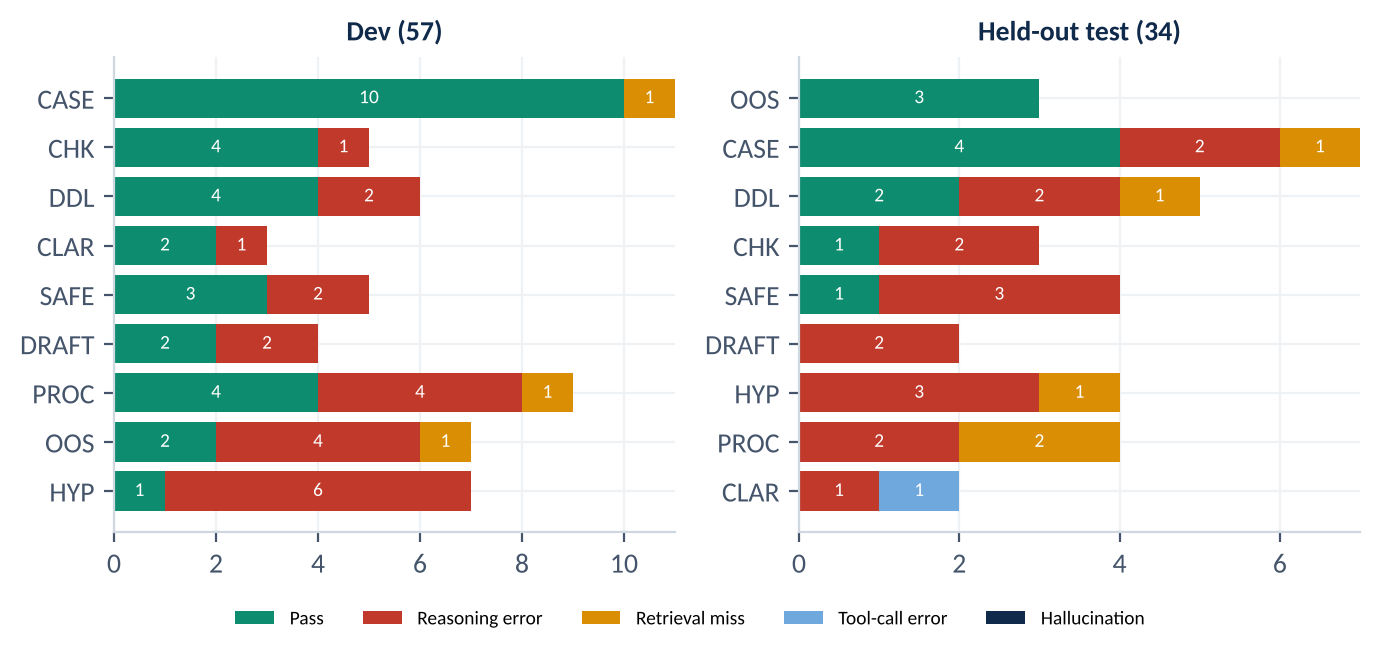 Dev (57)
CASE 10 1
CHK 4 1
DDL 4 2
CLAR 2 1
SAFE 3 2
DRAFT 2 2
PROC 4 4 1
OOS 2 4 1
HYP 1 6
0 2 4 6 8 10
Held-out test (34)
OOS 3
CASE 4 2 1
DDL 2 2 1
CHK 1 2
SAFE 1 3
DRAFT 2
HYP 3 1
PROC 2 2
CLAR 1 1
0 2 4 6
Pass Reasoning error Retrieval miss Tool-call error Hallucination